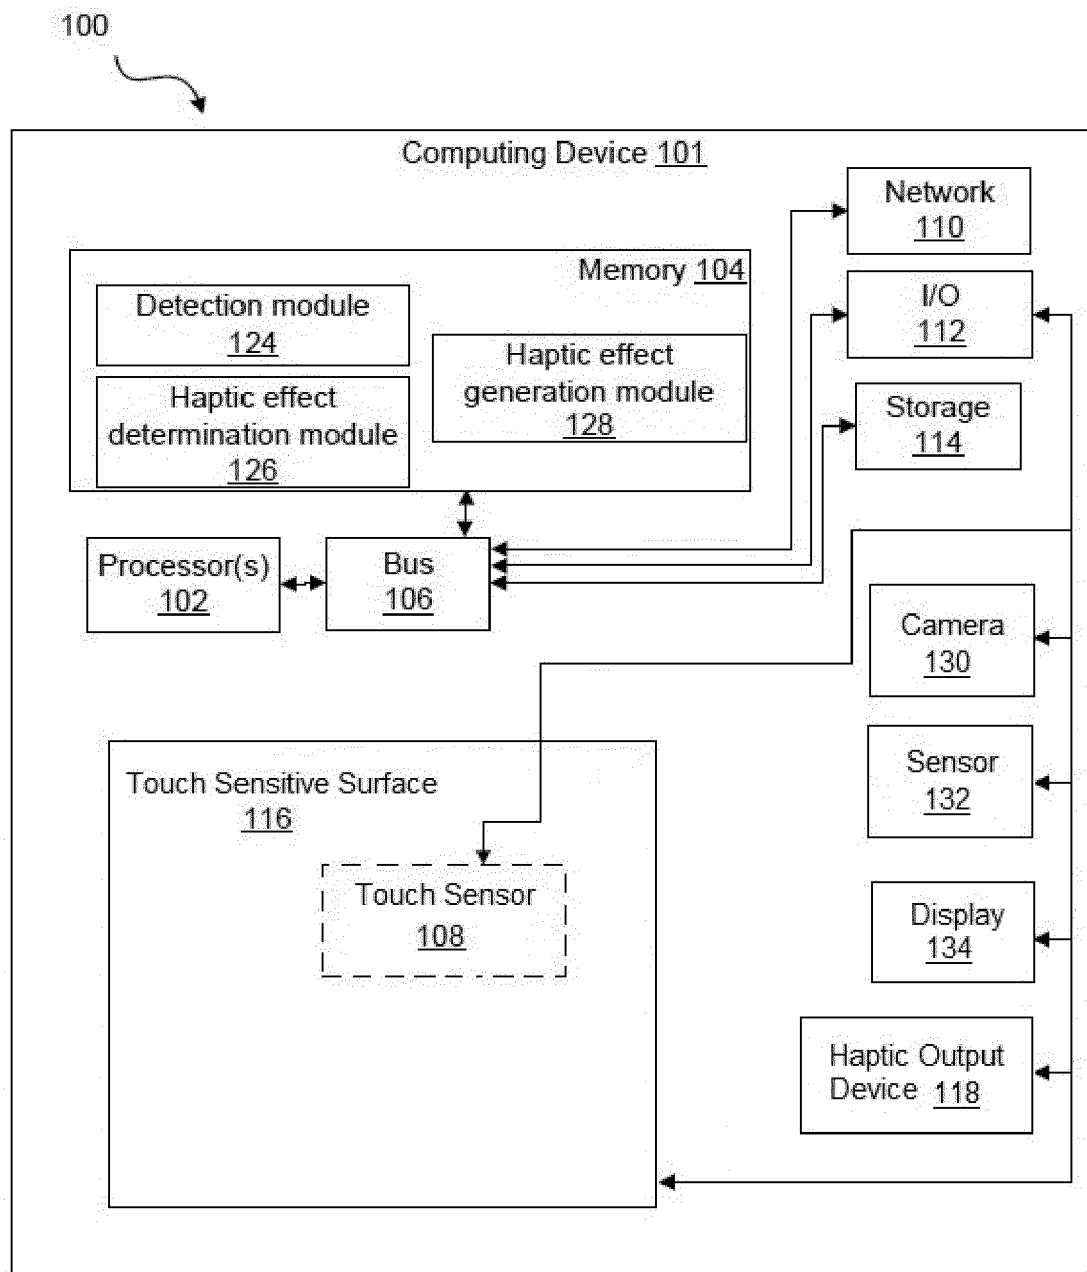 100
Computing Device 101
Network
110
Memory 104
I/O
112
Detection module
124
Haptic effect
generation module
128
Haptic effect
determination module
126
Storage
114
Processor(s)
102
Bus
106
Camera
130
Touch Sensitive Surface
116
Sensor
132
Touch Sensor
108
Display
134
Haptic Output
Device 118